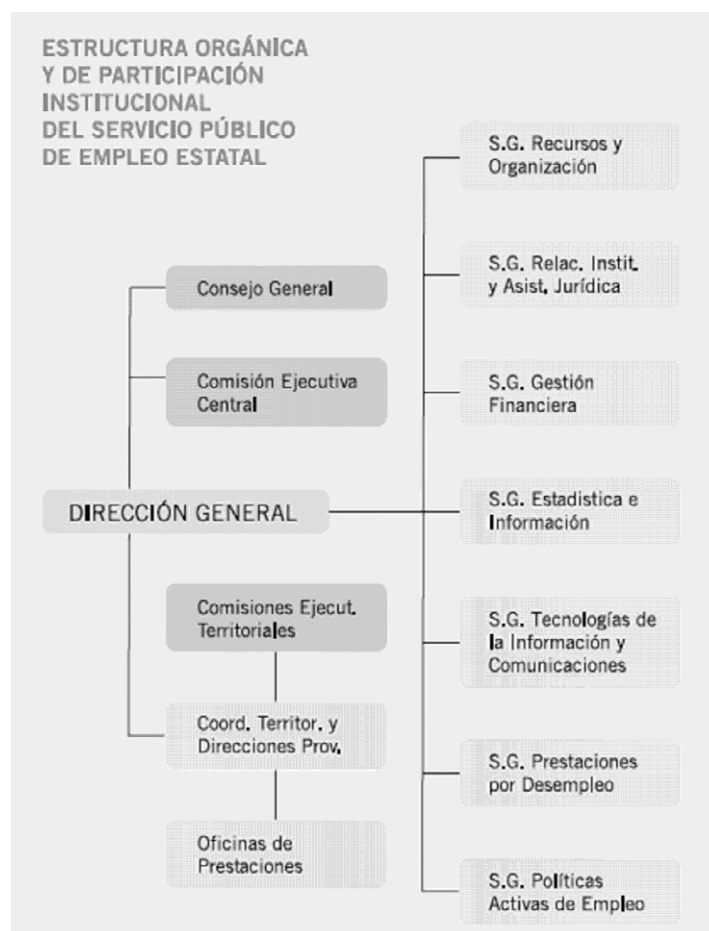 ESTRUCTURA ORGÁNICA
Y DE PARTICIPACIÓN
INSTITUCIONAL
DEL SERVICIO PÚBLICO
DE EMPLEO ESTATAL
Consejo General
Comisión Ejecutiva
Central
DIRECCIÓN GENERAL
Comisiones Ejecut.
Territoriales
Coord. Territor. y
Direcciones Prov.
Oficinas de
Prestaciones
S.G. Recursos y
Organización
S.G. Relac. Instit.
y Asist. Jurídica
S.G. Gestión
Financiera
S.G. Estadistica e
Información
S.G. Tecnologías de
la Información y
Comunicaciones
S.G. Prestaciones
por Desempleo
S.G. Políticas
Activas de Empleo